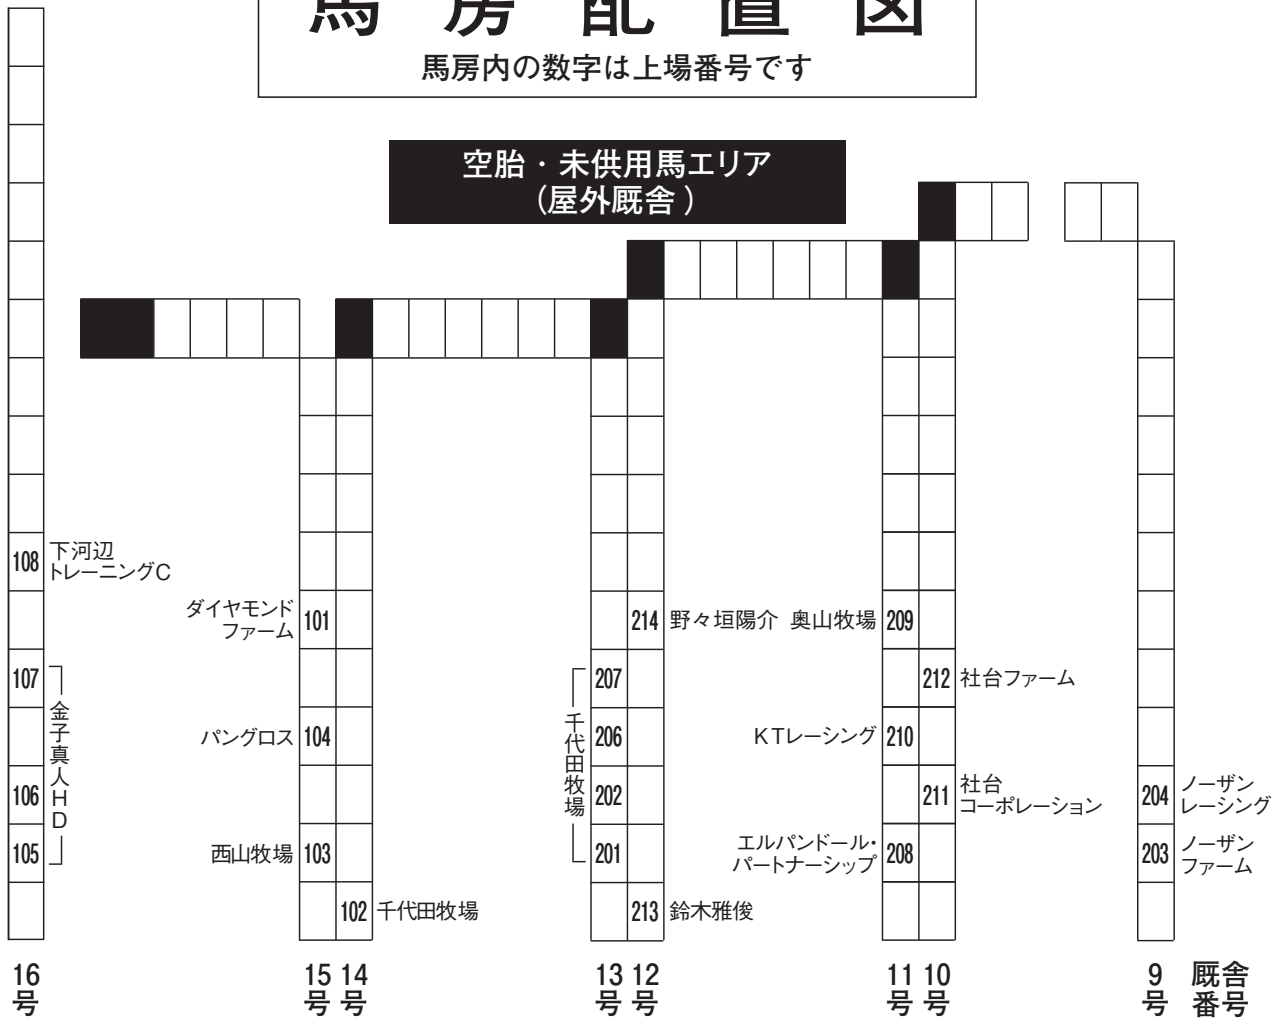 馬房配置図
馬房内の数字は上場番号です
空胎・未供用馬エリア
(屋外厩舎)
108
下河辺
トレーニングC
107
106
105
金子真人HD
ダイヤモンド
ファーム
101
パングロス
104
西山牧場
103
102
千代田牧場
千代田牧場
207
206
202
201
214
野々垣陽介
213
鈴木雅俊
奥山牧場
209
KTレーシング
210
エルパンドール・
パートナーシップ
208
212
社台ファーム
211
社台
コーポレーション
204
ノーザン
レーシング
203
ノーザン
ファーム
16
号
15
号
14
号
13
号
12
号
11
号
10
号
9
号
厩舎
番号